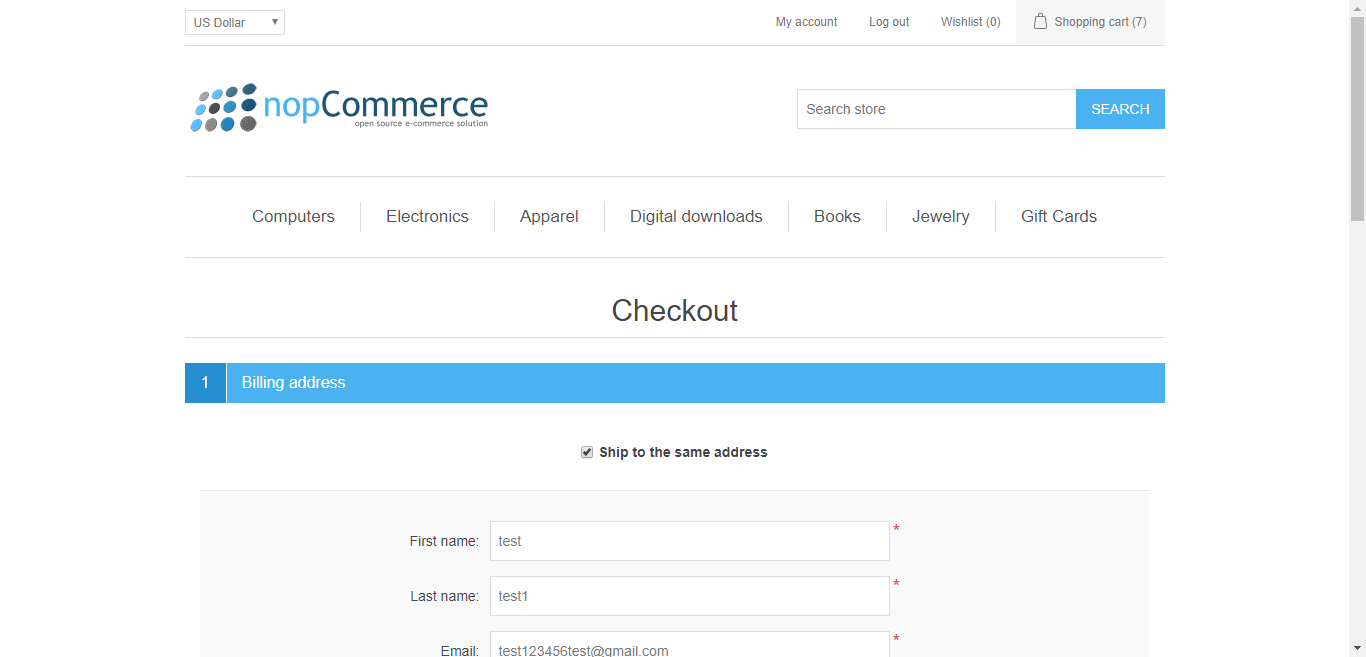 US Dollar My account Log out Wishlist (0) Shopping cart (7)
nopCommerce
open source e-commerce solution
Search store SEARCH
Computers Electronics Apparel Digital downloads Books Jewelry Gift Cards
Checkout
1 Billing address
Ship to the same address
First name: test *
Last name: test1 *
Email: test123456test@gmail.com *